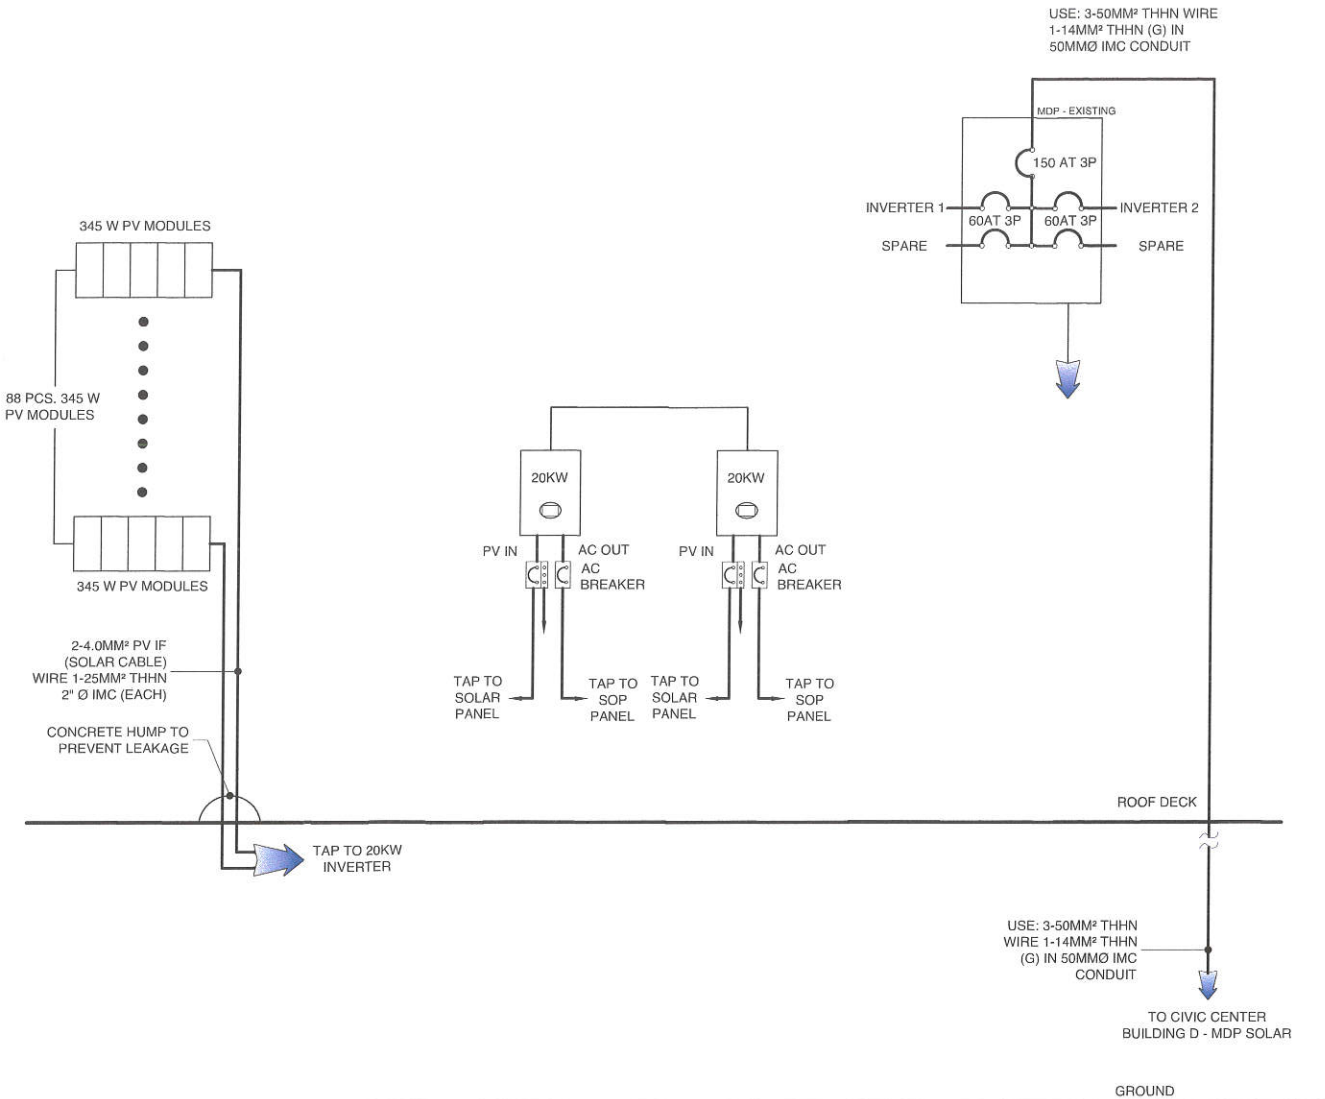 USE: 3-50MM² THHN WIRE
1-14MM² THHN (G) IN
50MMØ IMC CONDUIT
MDP - EXISTING
150 AT 3P
INVERTER 1
INVERTER 2
60AT 3P
60AT 3P
SPARE
SPARE
345 W PV MODULES
88 PCS. 345 W
PV MODULES
345 W PV MODULES
20KW
20KW
PV IN
AC OUT
AC
BREAKER
PV IN
AC OUT
AC
BREAKER
TAP TO
SOLAR
PANEL
TAP TO
SOP
PANEL
TAP TO
SOLAR
PANEL
TAP TO
SOP
PANEL
2-4.0MM² PV IF
(SOLAR CABLE)
WIRE 1-25MM² THHN
2" Ø IMC (EACH)
CONCRETE HUMP TO
PREVENT LEAKAGE
ROOF DECK
TAP TO 20KW
INVERTER
USE: 3-50MM² THHN
WIRE 1-14MM² THHN
(G) IN 50MMØ IMC
CONDUIT
TO CIVIC CENTER
BUILDING D - MDP SOLAR
GROUND